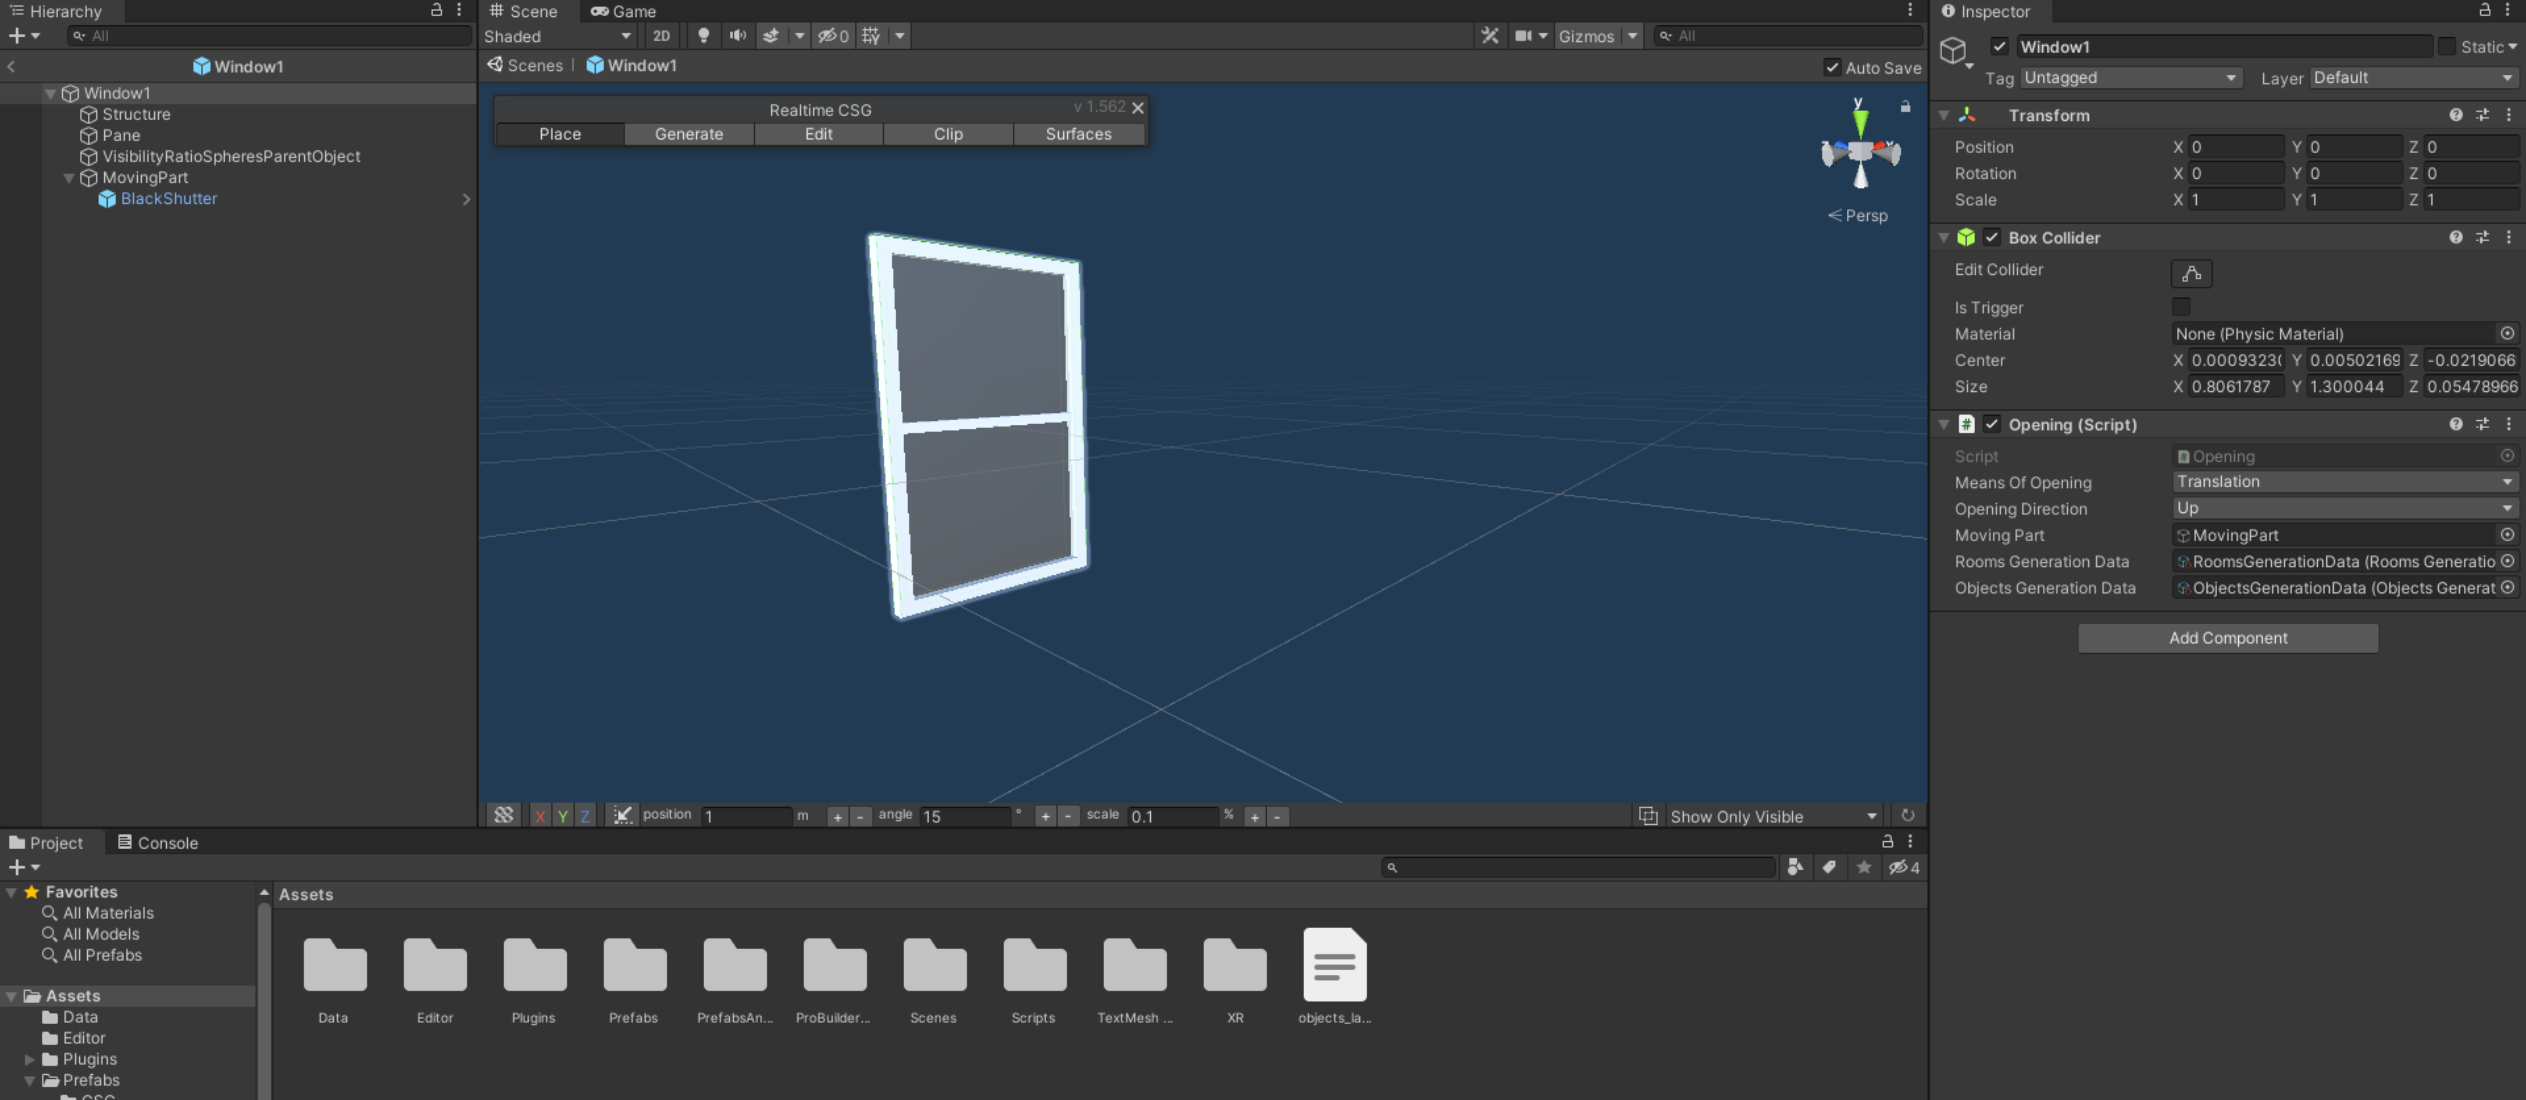 Hierarchy
All
Window1
Window1
Structure
Pane
VisibilityRatioSpheresParentObject
MovingPart
BlackShutter
Scene
Game
Shaded
2D
0
Gizmos
All
Scenes
Window1
Auto Save
Realtime CSG
v 1.562
Place
Generate
Edit
Clip
Surfaces
y
Persp
X
Y
Z
position
1
m
+
-
angle
15
°
+
-
scale
0.1
%
+
-
Show Only Visible
Inspector
Window1
Static
Tag
Untagged
Layer
Default
Transform
Position
X 0
Y 0
Z 0
Rotation
X 0
Y 0
Z 0
Scale
X 1
Y 1
Z 1
Box Collider
Edit Collider
Is Trigger
Material
None (Physic Material)
Center
X
Y 0.00502169
Z -0.0219066
Size
X 0.8061787
Y 1.300044
Z 0.05478966
Opening (Script)
Script
Opening
Means Of Opening
Translation
Opening Direction
Up
Moving Part
MovingPart
Rooms Generation Data
RoomsGenerationData (Rooms Generatio
Objects Generation Data
ObjectsGenerationData (Objects Generat
Add Component
Project
Console
4
Favorites
All Materials
All Models
All Prefabs
Assets
Data
Editor
Plugins
Prefabs
Assets
Data
Editor
Plugins
Prefabs
PrefabsAn...
ProBuilder...
Scenes
Scripts
TextMesh ...
XR
objects_la...